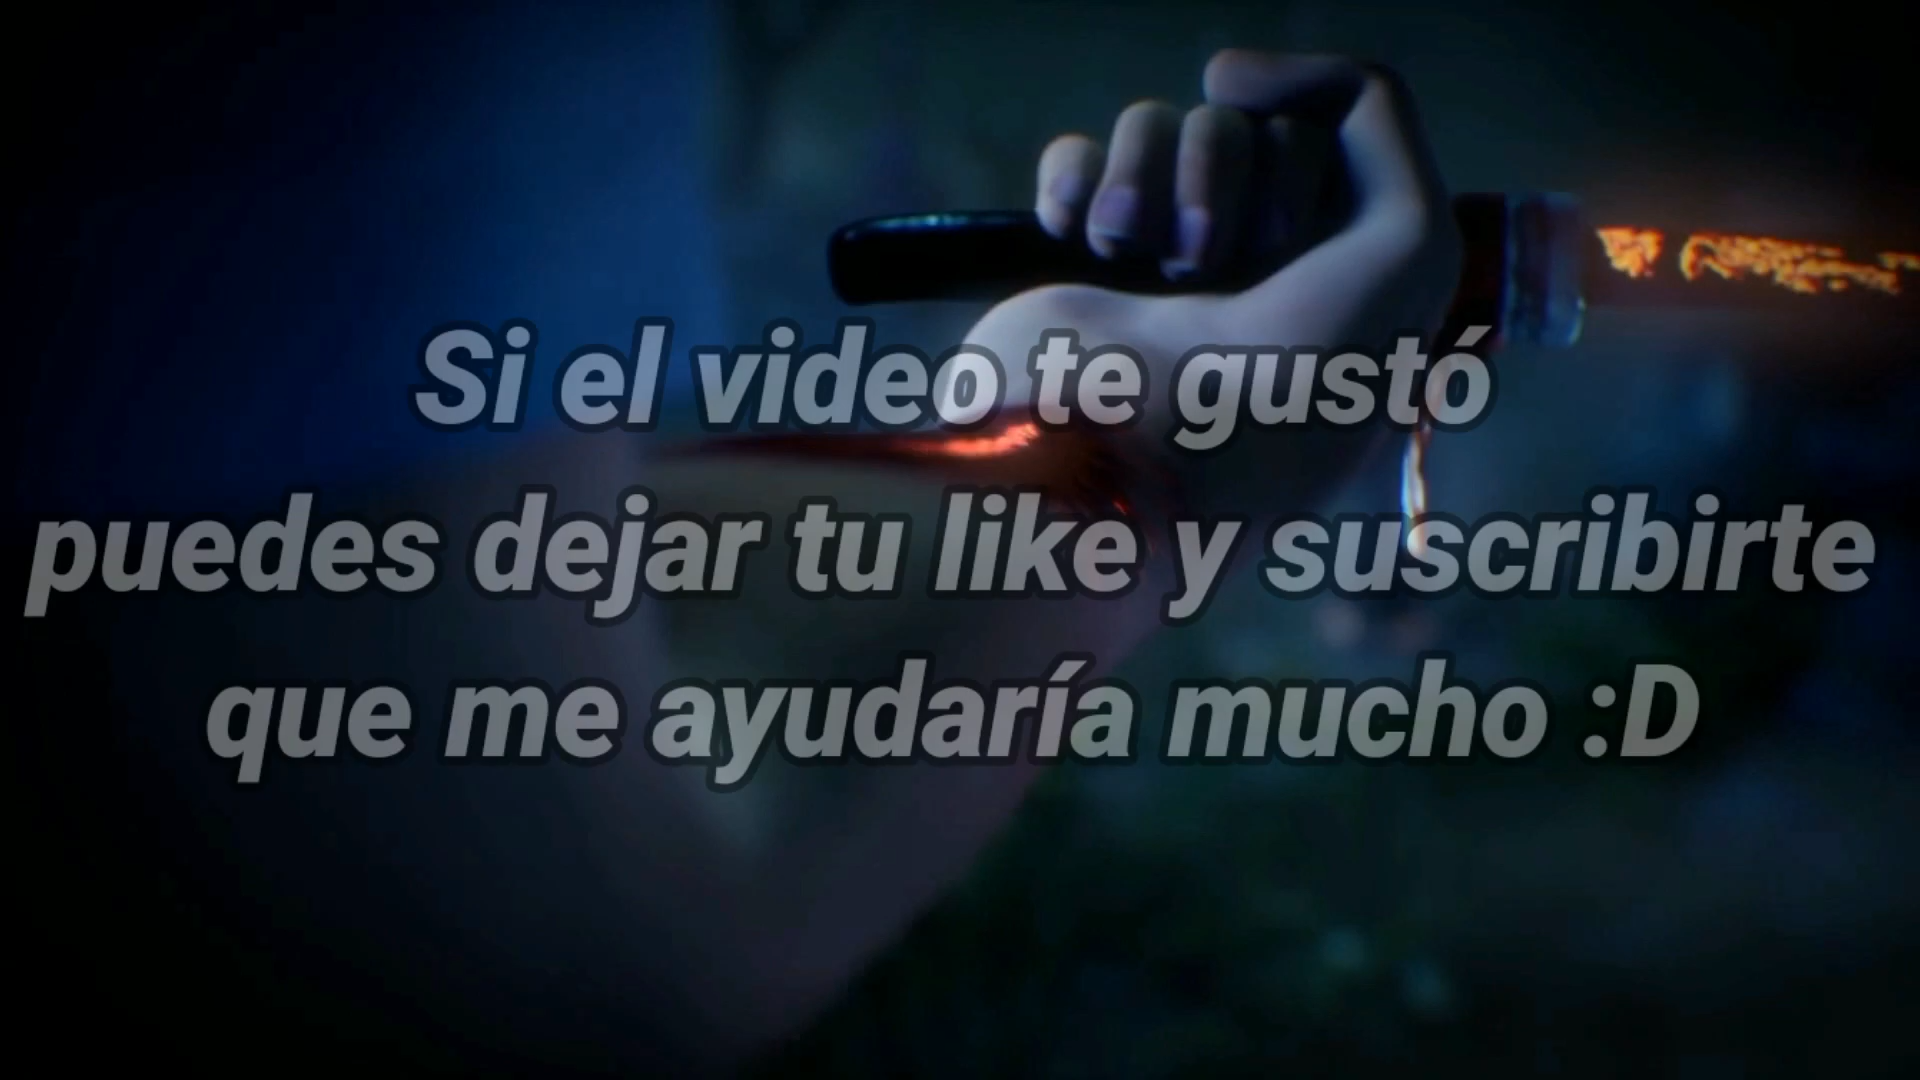 Si el video te gustó
puedes dejar tu like y suscribirte
que me ayudaría mucho :D